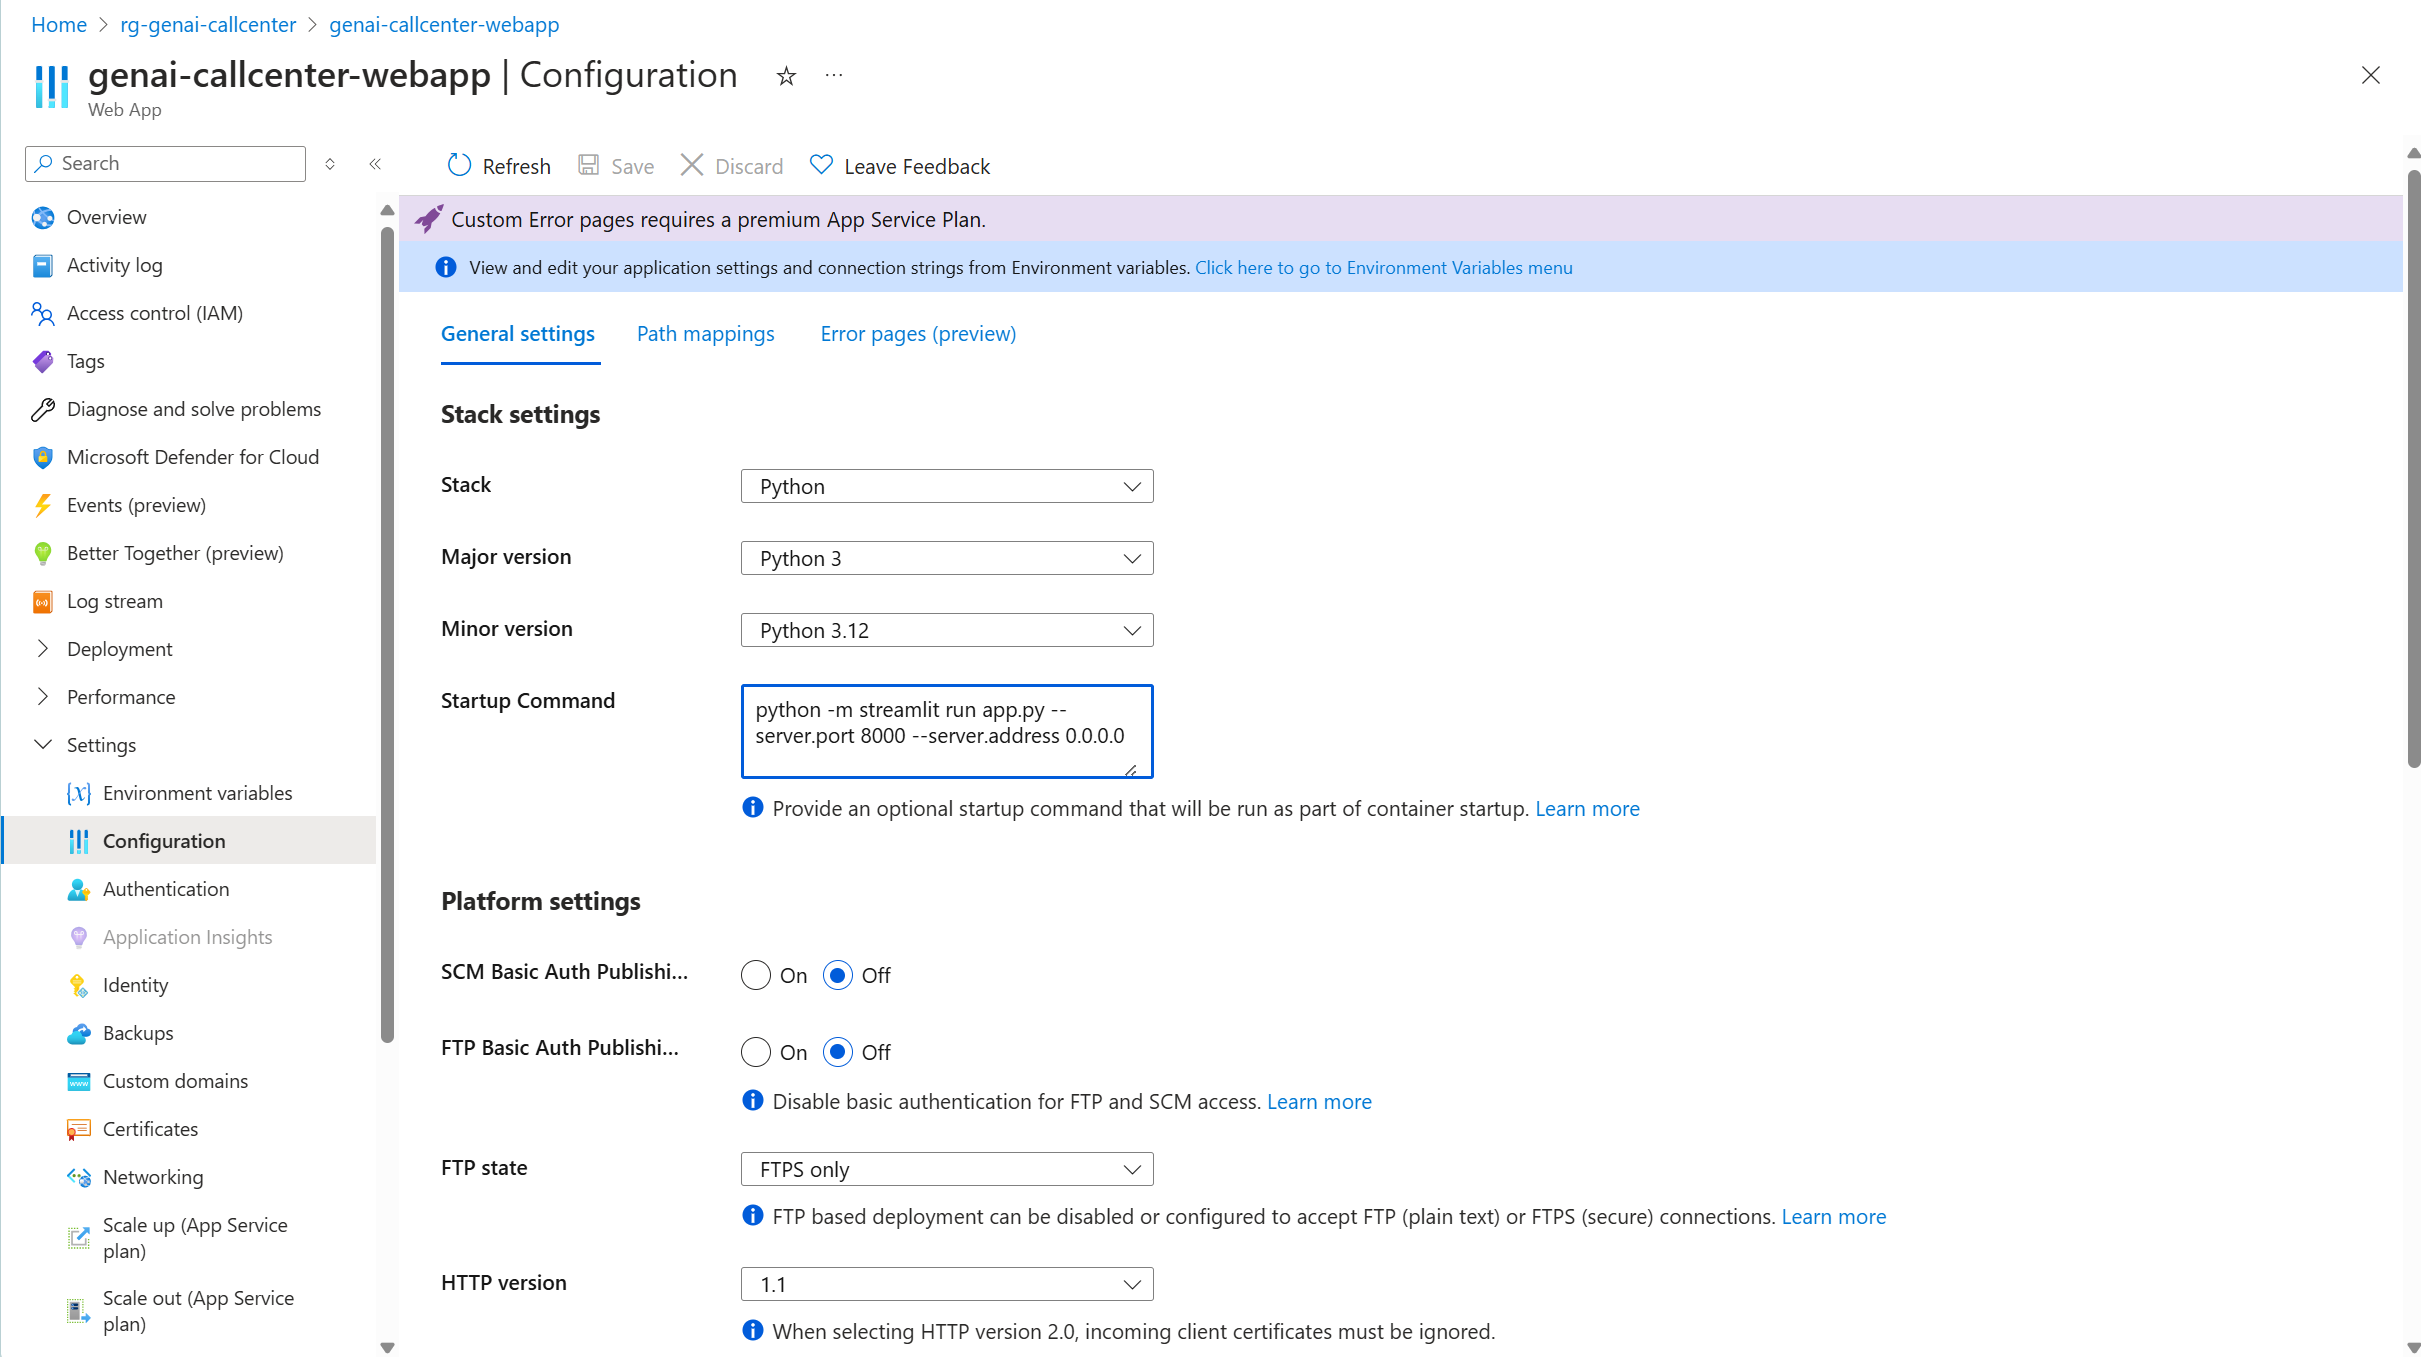 Home > rg-genai-callcenter > genai-callcenter-webapp
genai-callcenter-webapp | Configuration
Web App
Search
Refresh Save Discard Leave Feedback
Overview
Activity log
Access control (IAM)
Tags
Diagnose and solve problems
Microsoft Defender for Cloud
Events (preview)
Better Together (preview)
Log stream
Deployment
Performance
Settings
Environment variables
Configuration
Authentication
Application Insights
Identity
Backups
Custom domains
Certificates
Networking
Scale up (App Service
plan)
Scale out (App Service
plan)
Custom Error pages requires a premium App Service Plan.
View and edit your application settings and connection strings from Environment variables. Click here to go to Environment Variables menu
General settings Path mappings Error pages (preview)
Stack settings
Stack Python
Major version Python 3
Minor version Python 3.12
Startup Command
python -m streamlit run app.py --
server.port 8000 --server.address 0.0.0.0
Provide an optional startup command that will be run as part of container startup. Learn more
Platform settings
SCM Basic Auth Publishi... On Off
FTP Basic Auth Publishi... On Off
Disable basic authentication for FTP and SCM access. Learn more
FTP state FTPS only
FTP based deployment can be disabled or configured to accept FTP (plain text) or FTPS (secure) connections. Learn more
HTTP version 1.1
When selecting HTTP version 2.0, incoming client certificates must be ignored.